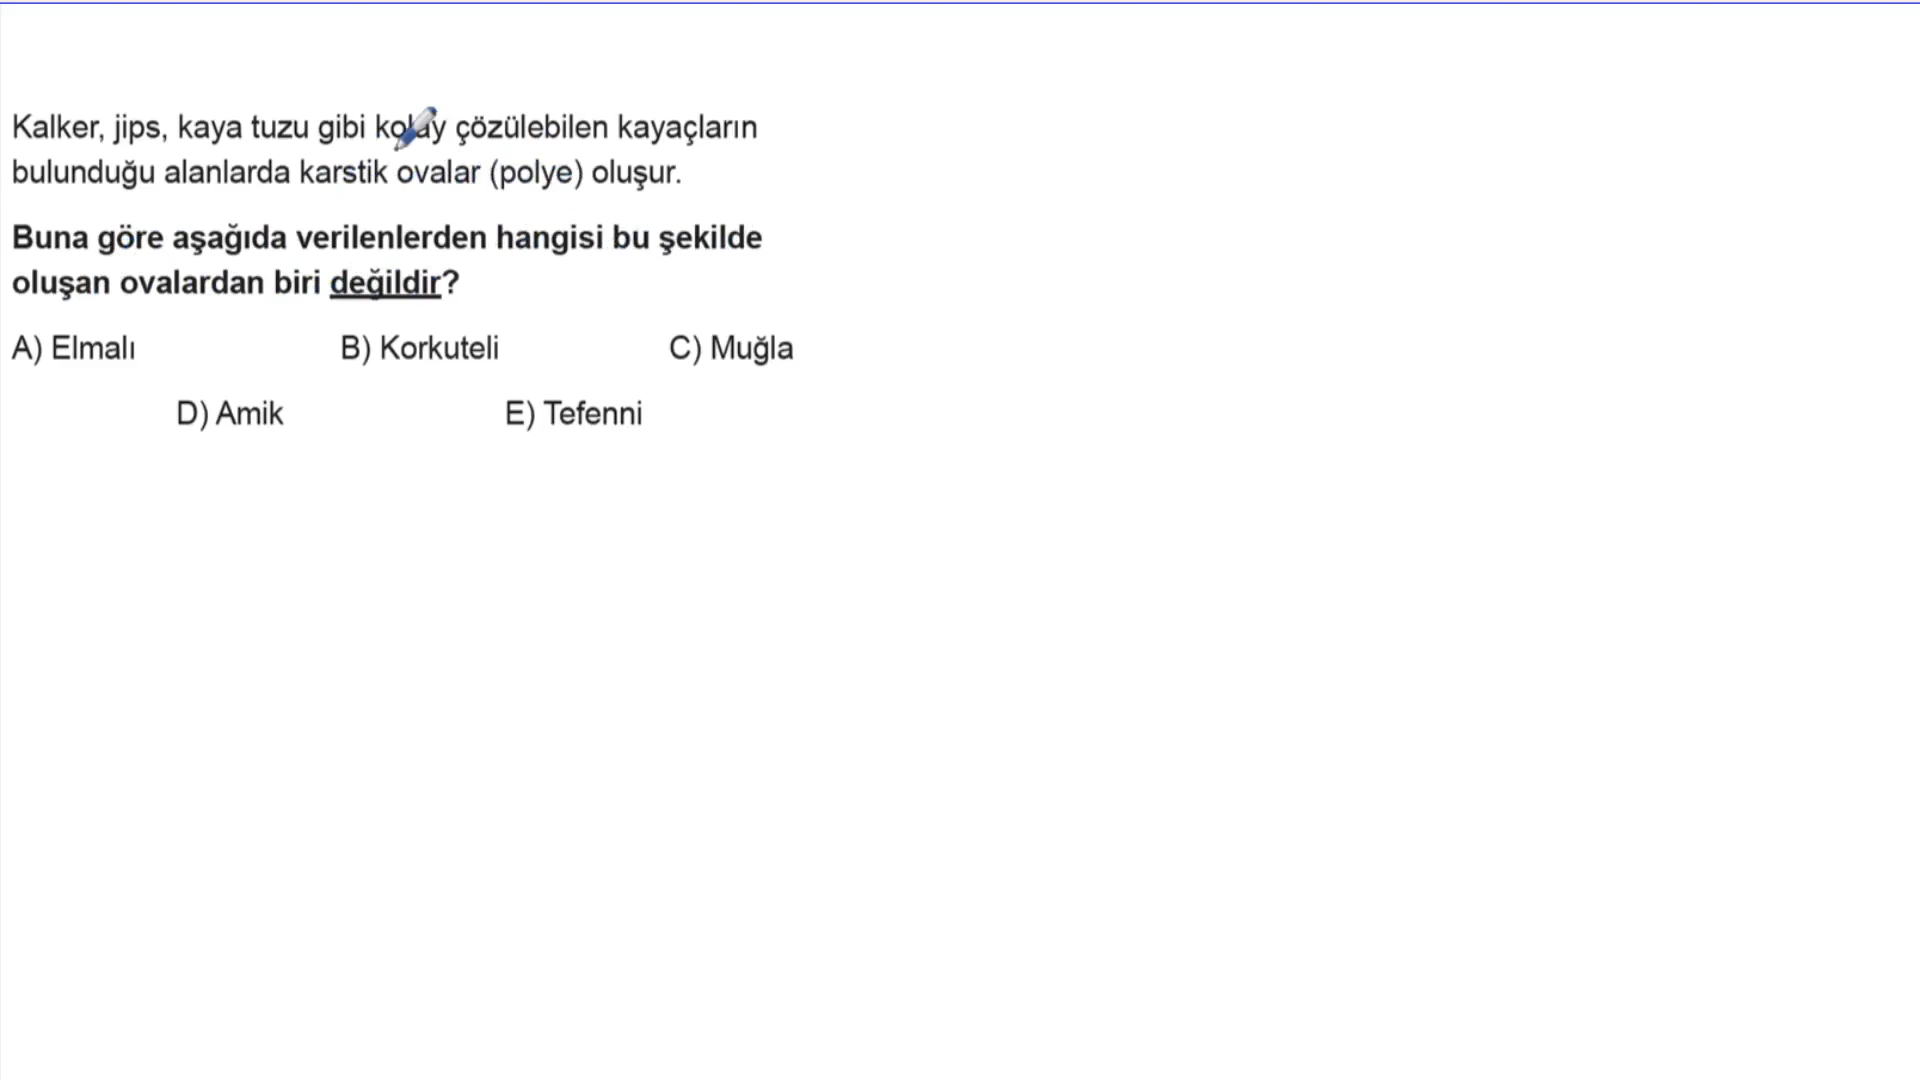 Kalker, jips, kaya tuzu gibi kolay çözülebilen kayaçların
bulunduğu alanlarda karstik ovalar (polye) oluşur.
Buna göre aşağıda verilenlerden hangisi bu şekilde
oluşan ovalardan biri değildir?
A) Elmalı B) Korkuteli C) Muğla
D) Amik E) Tefenni